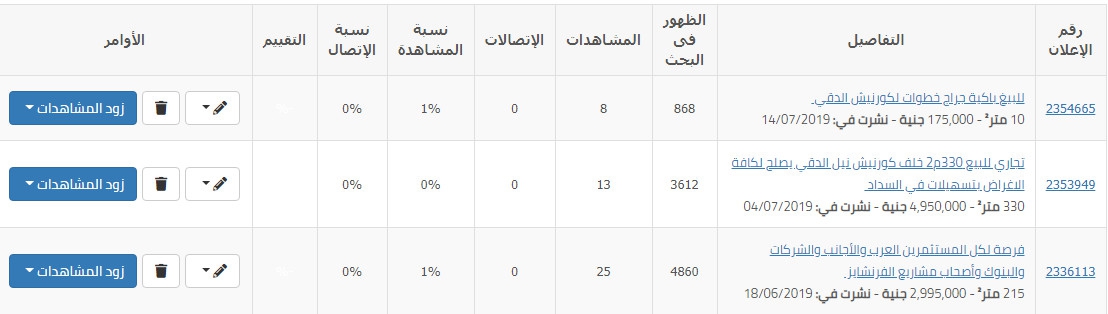 رقم الإعلان
التفاصيل
الظهور في البحث
المشاهدات
الإتصالات
نسبة المشاهدة
نسبة الإتصال
التقييم
الأوامر
2354665
للبيغ باكية جراج خطوات لكورنيش الدقي
10 متر² - 175,000 جنية - نشرت في: 14/07/2019
868
8
0
1%
0%
زود المشاهدات
2353949
تجاري للبيع 330م2 خلف كورنيش نيل الدقي يصلح لكافة
الاغراض بتسهيلات في السداد
330 متر² - 4,950,000 جنية - نشرت في: 04/07/2019
3612
13
0
0%
0%
زود المشاهدات
2336113
فرصة لكل المستثمرين العرب والأجانب والشركات
والبنوك وأصحاب مشاريع الفرنشايز
215 متر² - 2,995,000 جنية - نشرت في: 18/06/2019
4860
25
0
1%
0%
زود المشاهدات